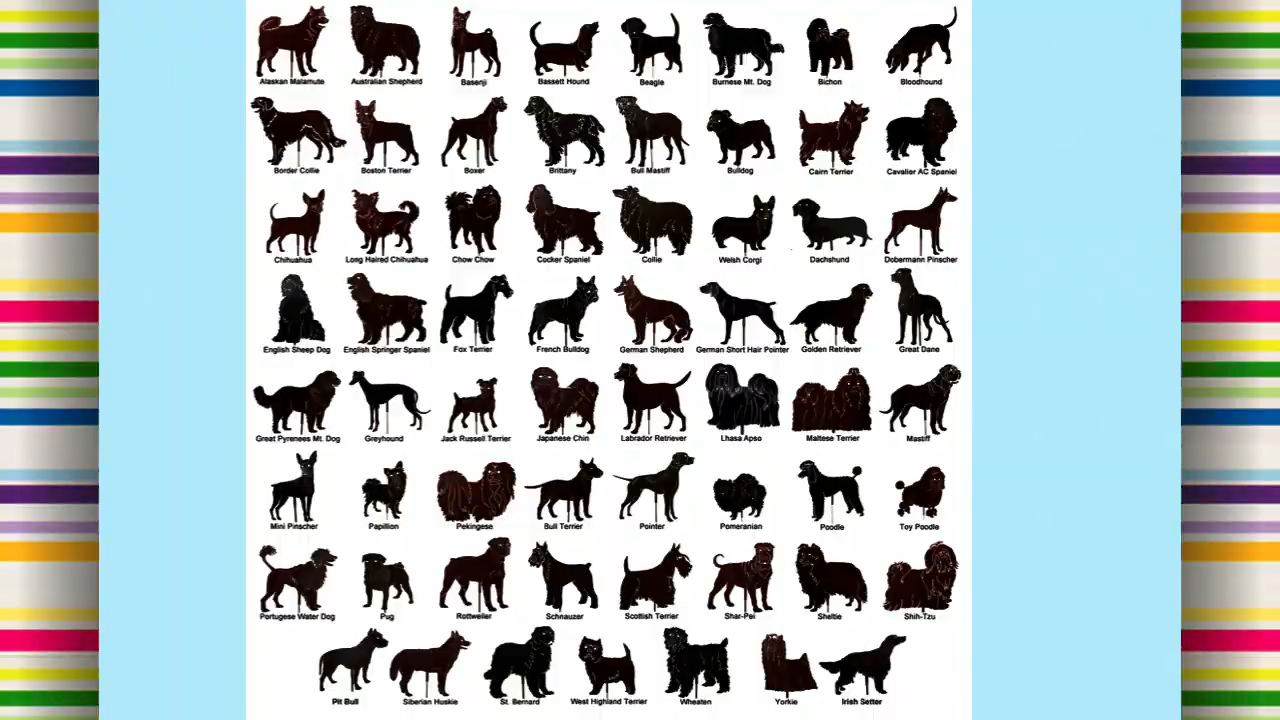 Alaskan Malamute Australian Shepherd Basenji Bassett Hound Beagle Burnese Mt. Dog Bichon Bloodhound
Border Collie Boston Terrier Boxer Brittany Bull Mastiff Bulldog Cairn Terrier Cavalier AC Spaniel
Chihuahua Long Haired Chihuahua Chow Chow Cocker Spaniel Collie Welsh Corgi Dachshund Dobermann Pinscher
English Sheep Dog English Springer Spaniel Fox Terrier French Bulldog German Shepherd German Short Hair Pointer Golden Retriever Great Dane
Great Pyrenees Mt. Dog Greyhound Jack Russell Terrier Japanese Chin Labrador Retriever Lhasa Apso Maltese Terrier Mastiff
Mini Pinscher Papillion Pekingese Bull Terrier Pointer Pomeranian Poodle Toy Poodle
Portugese Water Dog Pug Rottweiler Schnauzer Scottish Terrier Shar-Pei Sheltie Shih-Tzu
Pit Bull Siberian Huskie St. Bernard West Highland Terrier Wheaten Yorkie Irish Setter